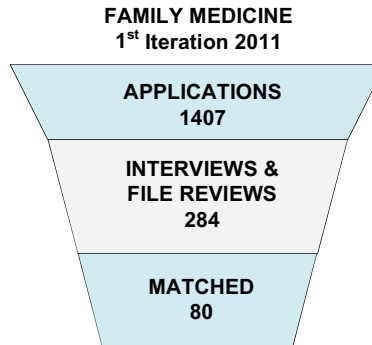 FAMILY MEDICINE
1st Iteration 2011
APPLICATIONS
1407
INTERVIEWS &
FILE REVIEWS
284
MATCHED
80